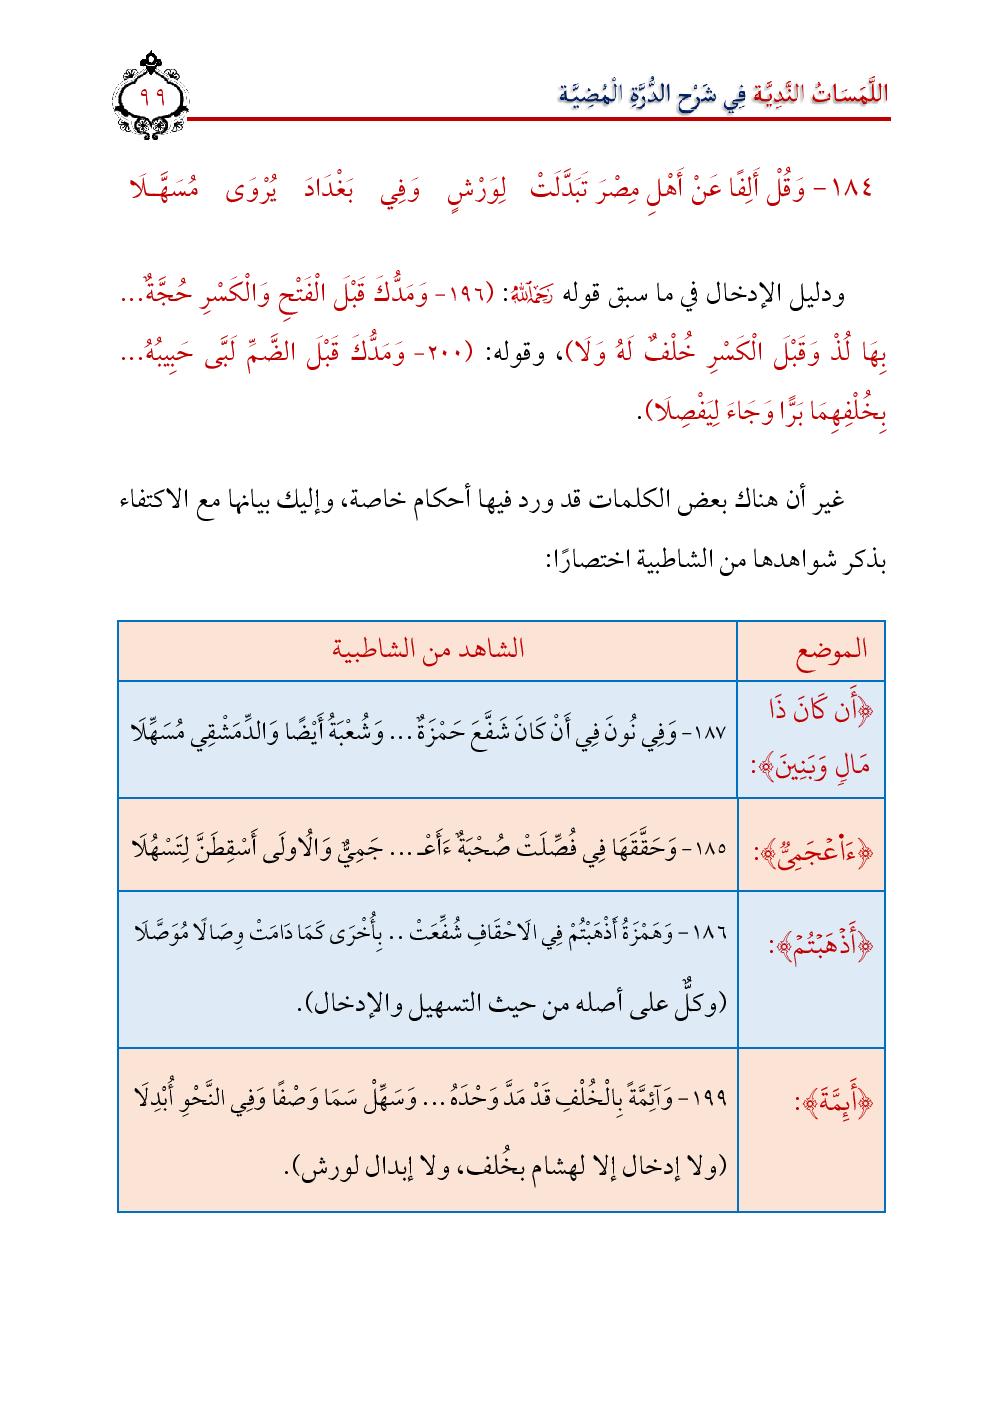 اللَّمَسَاتُ النَّدِيَّة فِي شَرْح الدُّرَّةِ الْمُضِيَّة
٩٩
١٨٤- وَقُلْ أَلِفًا عَنْ أَهْلِ مِصْرَ تَبَدَّلَتْ لِوَرْشٍ وَفِي بَغْدَادَ يُرْوَى مُسَهَّلَا
ودليل الإدخال في ما سبق قوله رَحِمَهُ اللَّهُ: (١٩٦- وَمَدُّكَ قَبْلَ الْفَتْحِ وَالْكَسْرِ حُجَّةٌ...
بِهَا لُذْ وَقَبْلَ الْكَسْرِ خُلْفٌ لَهُ وَلَا)، وقوله: (٢٠٠- وَمَدُّكَ قَبْلَ الضَّمِّ لَبَّى حَبِيبُهُ...
بِخُلْفِهِمَا بَرًّا وَجَاءَ لِيَفْصِلَا).
غير أن هناك بعض الكلمات قد ورد فيها أحكام خاصة، وإليك بيانها مع الاكتفاء
بذكر شواهدها من الشاطبية اختصارًا:
الموضع
الشاهد من الشاطبية
﴿أَن كَانَ ذَا
مَالٍ وَبَنِينَ﴾:
١٨٧- وَفِي نُونَ فِي أَنْ كَانَ شَفَّعَ حَمْزَةٌ ... وَشُعْبَةُ أَيْضًا وَالدِّمَشْقِي مُسَهِّلَا
﴿ءَا۬عْجَمِيٌّ﴾:
١٨٥- وَحَقَّقَهَا فِي فُصِّلَتْ صُحْبَةٌ ءَأَعْـ ... جَمِيٌّ وَالُاولَى أَسْقِطَنَّ لِتَسْهُلَا
﴿أَذْهَبْتُمْ﴾:
١٨٦- وَهَمْزَةُ أَذْهَبْتُمْ فِي الَاحْقَافِ شُفِّعَتْ .. بِأُخْرَى كَمَا دَامَتْ وِصَالًا مُوَصَّلَا
(وكلٌّ على أصله من حيث التسهيل والإدخال).
﴿أَئِمَّةَ﴾:
١٩٩- وَآئِمَّةً بِالْخُلْفِ قَدْ مَدَّ وَحْدَهُ ... وَسَهِّلْ سَمَا وَصْفًا وَفِي النَّحْوِ أُبْدِلَا
(ولا إدخال إلا لهشام بخُلف، ولا إبدال لورش).